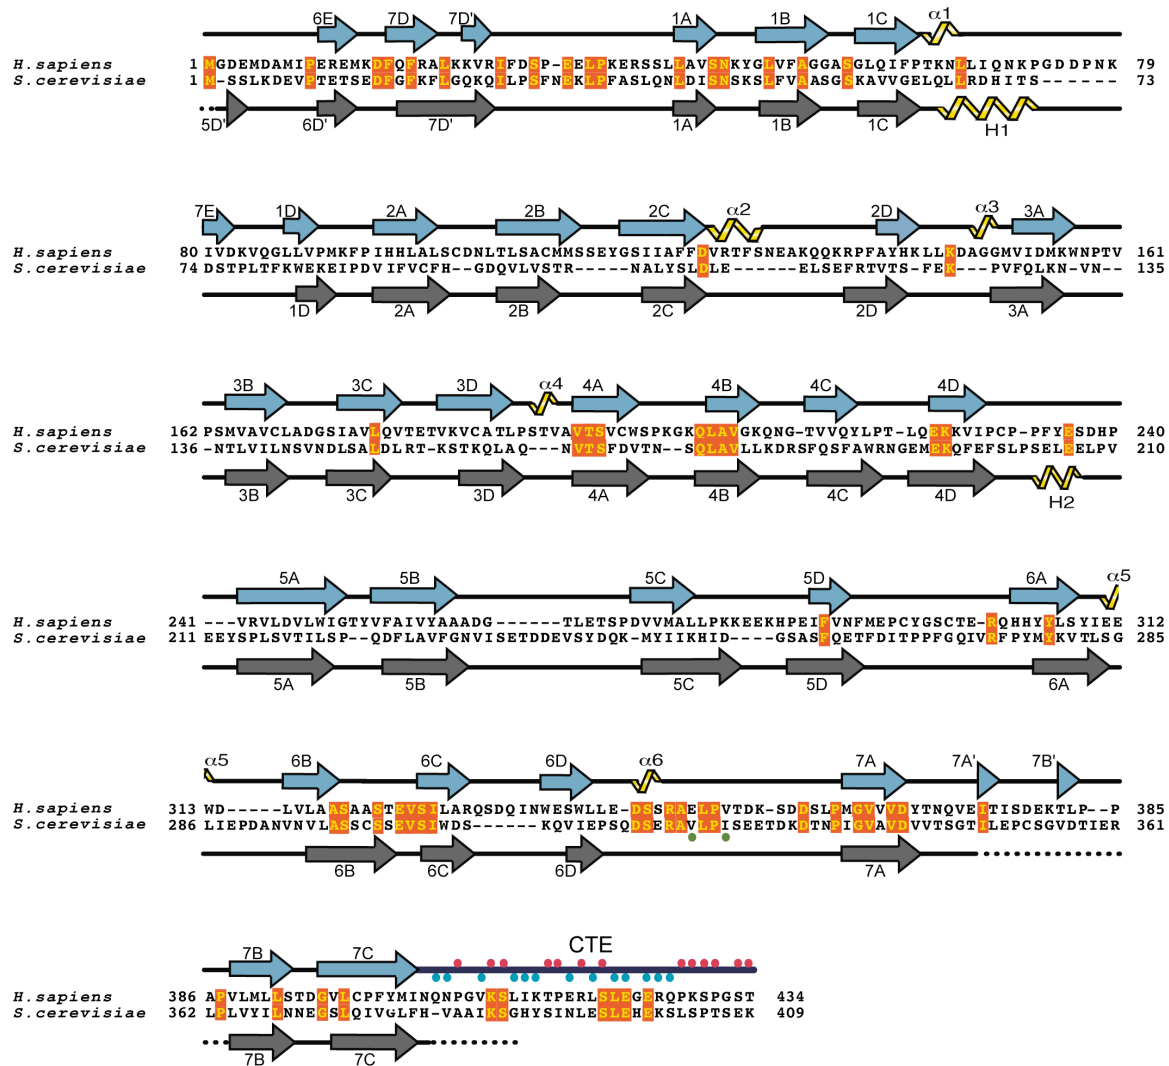 6E 7D 7D' 1A 1B 1C α1
H.sapiens 1 MGDEMDAMIPEREMKDFQFRALKKVRIFDSP-EELPKERSSLLAVSNKYGLVFAGGASGLQIFPTKNLLIQNKPGDDPNK 79
S.cerevisiae 1 M-SSLKDEVPTETSEDFGFKFLGQKQILPSFNEKLPFASLQNLDISNSKSLFVAASGSKAVVGELQLLRDHITS------- 73
5D' 6D' 7D' 1A 1B 1C H1
7E 1D 2A 2B 2C α2 2D α3 3A
H.sapiens 80 IVDKVQGLLVPMKFPIHHLALSCDNLTLSACMMSSEYGSIIAFFDVRTFSNEAKQQKRPFAYHKLLKDAGGMVIDMKWNPTV 161
S.cerevisiae 74 DSTPLTFKWEKEIPDVIFVCFH--GDQVLVSTR------NALYSLDLE------ELSEFRTVTS-FEK---PVFQLKN-VN-- 135
1D 2A 2B 2C 2D 3A
3B 3C 3D α4 4A 4B 4C 4D
H.sapiens 162 PSMVAVCLADGSIAVLQVTETVKVCATLPSTVAVTSVCWSPKGKQLAVGKQNG-TVVQYLPT-LQEKKVIPCP-PFYESDHP 240
S.cerevisiae 136 -NTLVILNSVNDLSALDLRT-KSTKQLAQ---NVTSFDVTN--SQLAVLLKDRSFQSFAWRNGEMEKQFEFSLPSELEELPV 210
3B 3C 3D 4A 4B 4C 4D H2
5A 5B 5C 5D 6A α5
H.sapiens 241 ---VRVLDVLWIGTYVFAIVYAAADG-------TLETSPDVVMALLPKKEEKHPEIFVNFMEPCYGSCTE-RQHHYYLSYIEE 312
S.cerevisiae 211 EEYSPLSVTILSP--QDFLAVFGNVISETDDEVSYDQK-MYIIKHID----GSASFQETFDITPPFGQIVRFPYMYKVTLSG 285
5A 5B 5C 5D 6A
α5 6B 6C 6D α6 7A 7A' 7B'
H.sapiens 313 WD-----LVLAASAASTEVSILARQSDQINWESWLLE-DSSRAELPVTDK-SDDSLPMGVVVDYTNQVEITISDEKTLP--P 385
S.cerevisiae 286 LIEPDANVNVLASSCSSEVSIWDS------KQVIEPSQDSERAVLPISEETDKDTNPIGVAVDVVTSGTILEPCSGVDTIER 361
6B 6C 6D 7A
7B 7C CTE
H.sapiens 386 APVLMLLSTDGVLCPFYMINQNPGVKSLIKTPERLSLEGERQPKSPGST 434
S.cerevisiae 362 LPLVYILNNEGSLQIVGLFH-VAAIKSGHYSINLESLEHEKSLSPTSEK 409
7B 7C